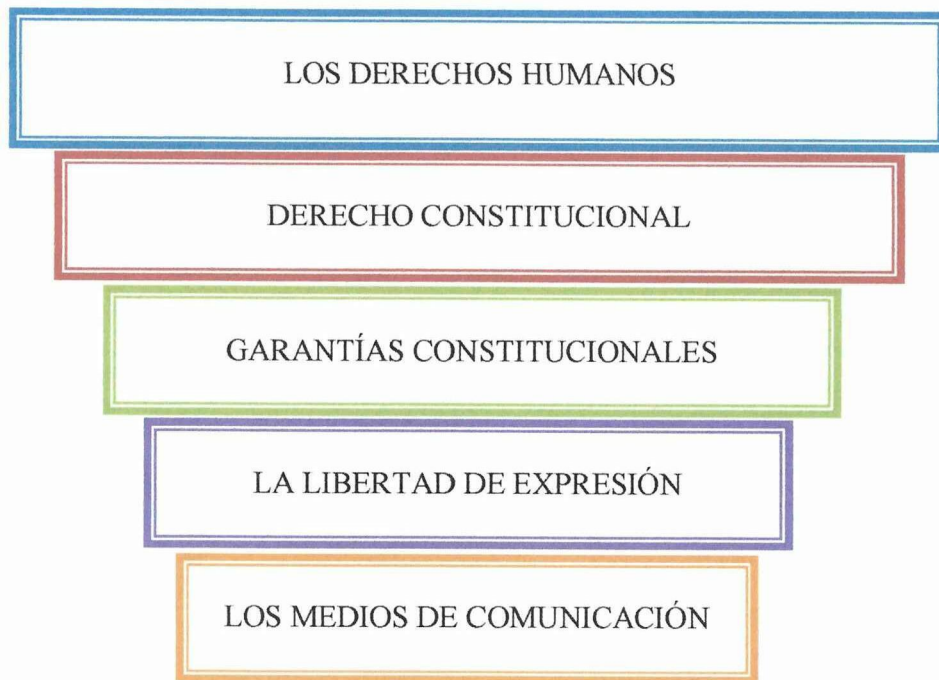 LOS DERECHOS HUMANOS
DERECHO CONSTITUCIONAL
GARANTÍAS CONSTITUCIONALES
LA LIBERTAD DE EXPRESIÓN
LOS MEDIOS DE COMUNICACIÓN